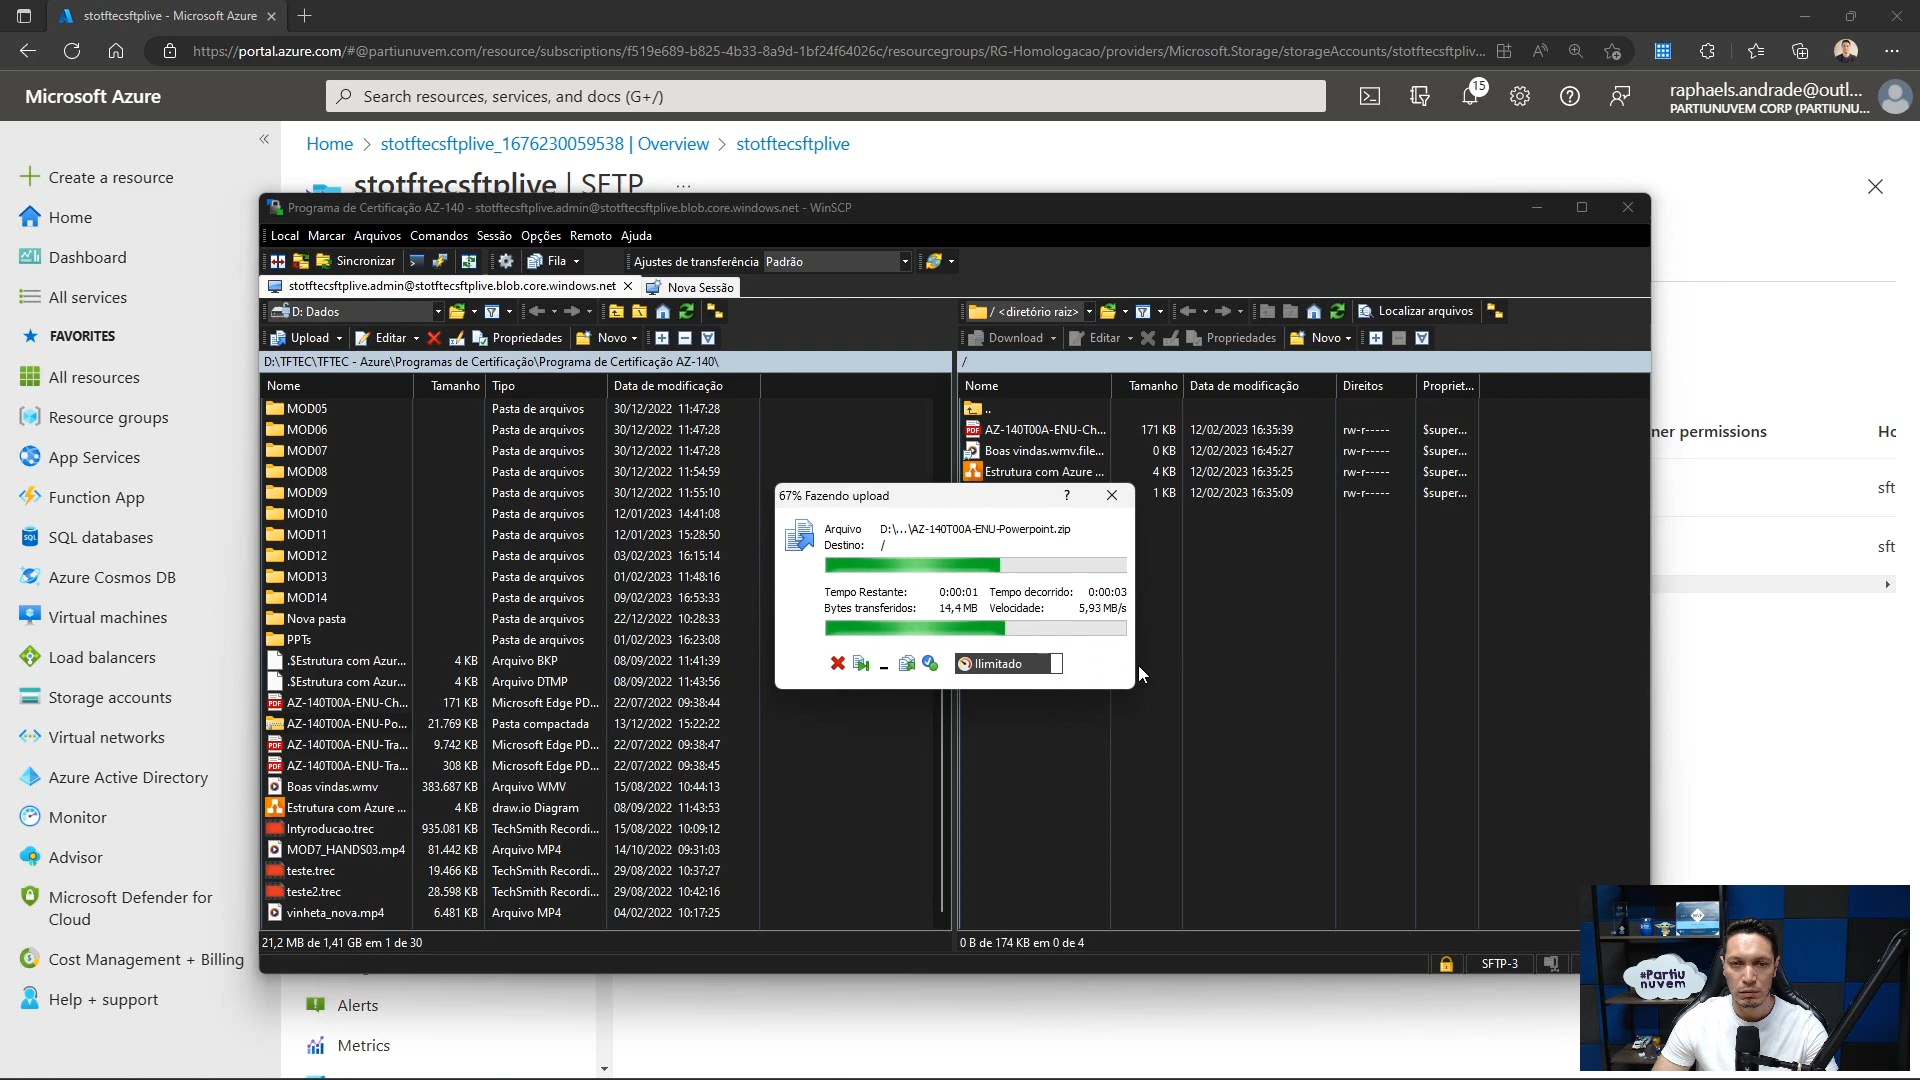 stotftecsftplive - Microsoft Azure
https://portal.azure.com/#@partiunuvem.com/resource/subscriptions/f519e689-b825-4b33-8a9d-1bf24f64026c/resourcegroups/RG-Homologacao/providers/Microsoft.Storage/storageAccounts/stotftecsftpliv...
Microsoft Azure
Search resources, services, and docs (G+/)
15
raphaels.andrade@outl...
PARTIUNUVEM CORP (PARTIUNU...
Home > stotftecsftplive_1676230059538 | Overview > stotftecsftplive
stotftecsftplive | SFTP ...
Create a resource
Home
Dashboard
All services
FAVORITES
All resources
Resource groups
App Services
Function App
SQL databases
Azure Cosmos DB
Virtual machines
Load balancers
Storage accounts
Virtual networks
Azure Active Directory
Monitor
Advisor
Microsoft Defender for
Cloud
Cost Management + Billing
Help + support
Programa de Certificação AZ-140 - stotftecsftplive.admin@stotftecsftplive.blob.core.windows.net - WinSCP
Local Marcar Arquivos Comandos Sessão Opções Remoto Ajuda
Sincronizar Fila Ajustes de transferência Padrão
stotftecsftplive.admin@stotftecsftplive.blob.core.windows.net Nova Sessão
D: Dados
Upload Editar Propriedades Novo
D:\TFTEC\TFTEC - Azure\Programas de Certificação\Programa de Certificação AZ-140\
Nome Tamanho Tipo Data de modificação
MOD05 Pasta de arquivos 30/12/2022 11:47:28
MOD06 Pasta de arquivos 30/12/2022 11:47:28
MOD07 Pasta de arquivos 30/12/2022 11:47:28
MOD08 Pasta de arquivos 30/12/2022 11:54:59
MOD09 Pasta de arquivos 30/12/2022 11:55:10
MOD10 Pasta de arquivos 12/01/2023 14:41:08
MOD11 Pasta de arquivos 12/01/2023 15:28:50
MOD12 Pasta de arquivos 03/02/2023 16:15:14
MOD13 Pasta de arquivos 01/02/2023 11:48:16
MOD14 Pasta de arquivos 09/02/2023 16:53:33
Nova pasta Pasta de arquivos 22/12/2022 10:28:33
PPTs Pasta de arquivos 01/02/2023 16:23:08
.$Estrutura com Azur... 4 KB Arquivo BKP 08/09/2022 11:41:39
.$Estrutura com Azur... 4 KB Arquivo DTMP 08/09/2022 11:43:56
AZ-140T00A-ENU-Ch... 171 KB Microsoft Edge PD... 22/07/2022 09:38:44
AZ-140T00A-ENU-Po... 21.769 KB Pasta compactada 13/12/2022 15:22:22
AZ-140T00A-ENU-Tra... 9.742 KB Microsoft Edge PD... 22/07/2022 09:38:47
AZ-140T00A-ENU-Tra... 308 KB Microsoft Edge PD... 22/07/2022 09:38:45
Boas vindas.wmv 383.687 KB Arquivo WMV 15/08/2022 10:44:13
Estrutura com Azure ... 4 KB draw.io Diagram 08/09/2022 11:43:53
Intyroducao.trec 935.081 KB TechSmith Recordi... 15/08/2022 10:09:12
MOD7_HANDS03.mp4 81.442 KB Arquivo MP4 14/10/2022 09:31:03
teste.trec 19.466 KB TechSmith Recordi... 29/08/2022 10:37:27
teste2.trec 28.598 KB TechSmith Recordi... 29/08/2022 10:42:16
vinheta_nova.mp4 6.481 KB Arquivo MP4 04/02/2022 10:17:25
21,2 MB de 1,41 GB em 1 de 30
/ <diretório raiz> Localizar arquivos
Download Editar Propriedades Novo
/
Nome Tamanho Data de modificação Direitos Propriet...
..
AZ-140T00A-ENU-Ch... 171 KB 12/02/2023 16:35:39 rw-r----- $super...
Boas vindas.wmv.file... 0 KB 12/02/2023 16:45:27 rw-r----- $super...
Estrutura com Azure ... 4 KB 12/02/2023 16:35:25 rw-r----- $super...
1 KB 12/02/2023 16:35:09 rw-r----- $super...
0 B de 174 KB em 0 de 4
SFTP-3
67% Fazendo upload ?
Arquivo D:\...\AZ-140T00A-ENU-Powerpoint.zip
Destino: /
Tempo Restante: 0:00:01 Tempo decorrido: 0:00:03
Bytes transferidos: 14,4 MB Velocidade: 5,93 MB/s
Ilimitado
ner permissions Hc
sft
sft
Alerts
Metrics
#Partiu
nuvem